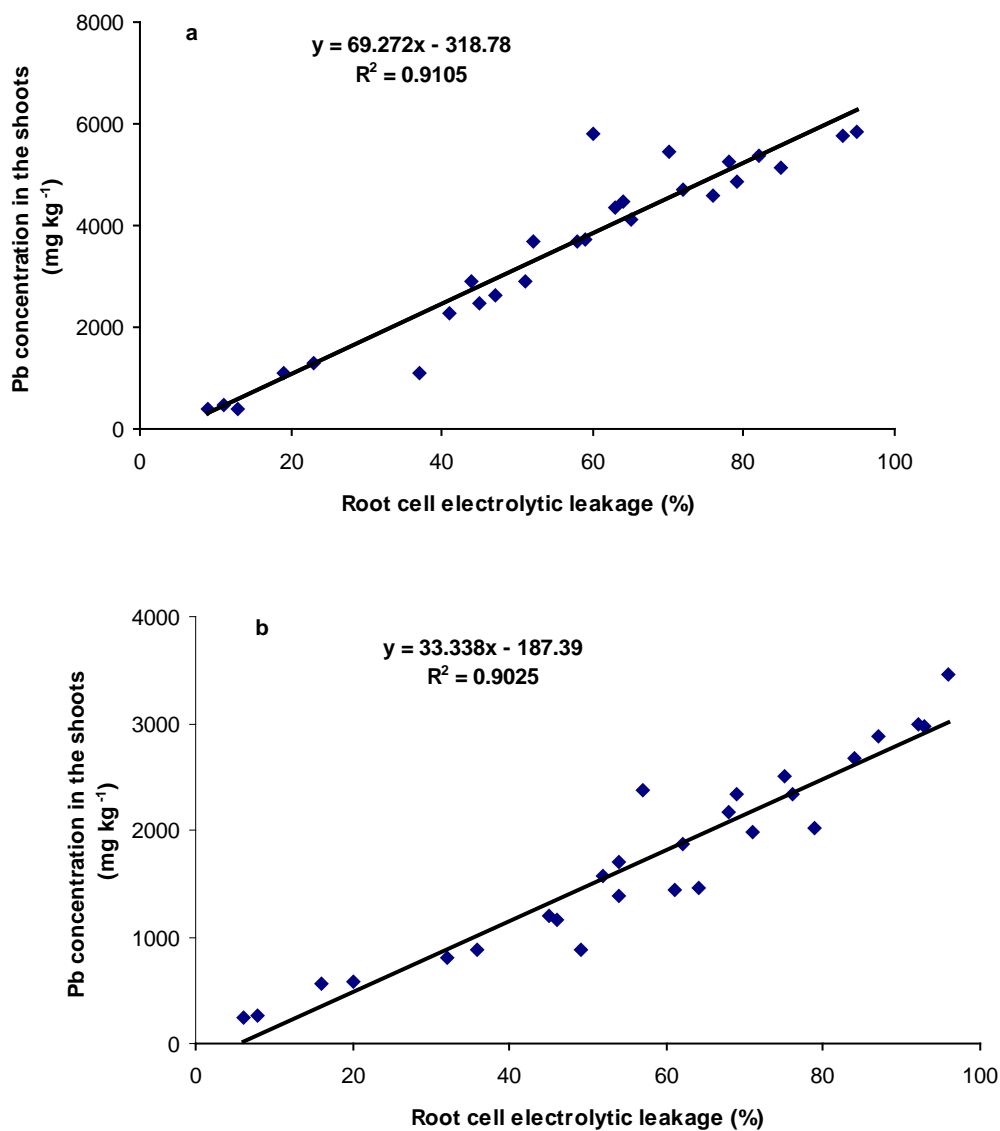 a
y = 69.272x - 318.78
R² = 0.9105
8000
6000
4000
2000
0
Pb concentration in the shoots
(mg kg⁻¹)
0 20 40 60 80 100
Root cell electrolytic leakage (%)
b
y = 33.338x - 187.39
R² = 0.9025
4000
3000
2000
1000
0
Pb concentration in the shoots
(mg kg⁻¹)
0 20 40 60 80 100
Root cell electrolytic leakage (%)